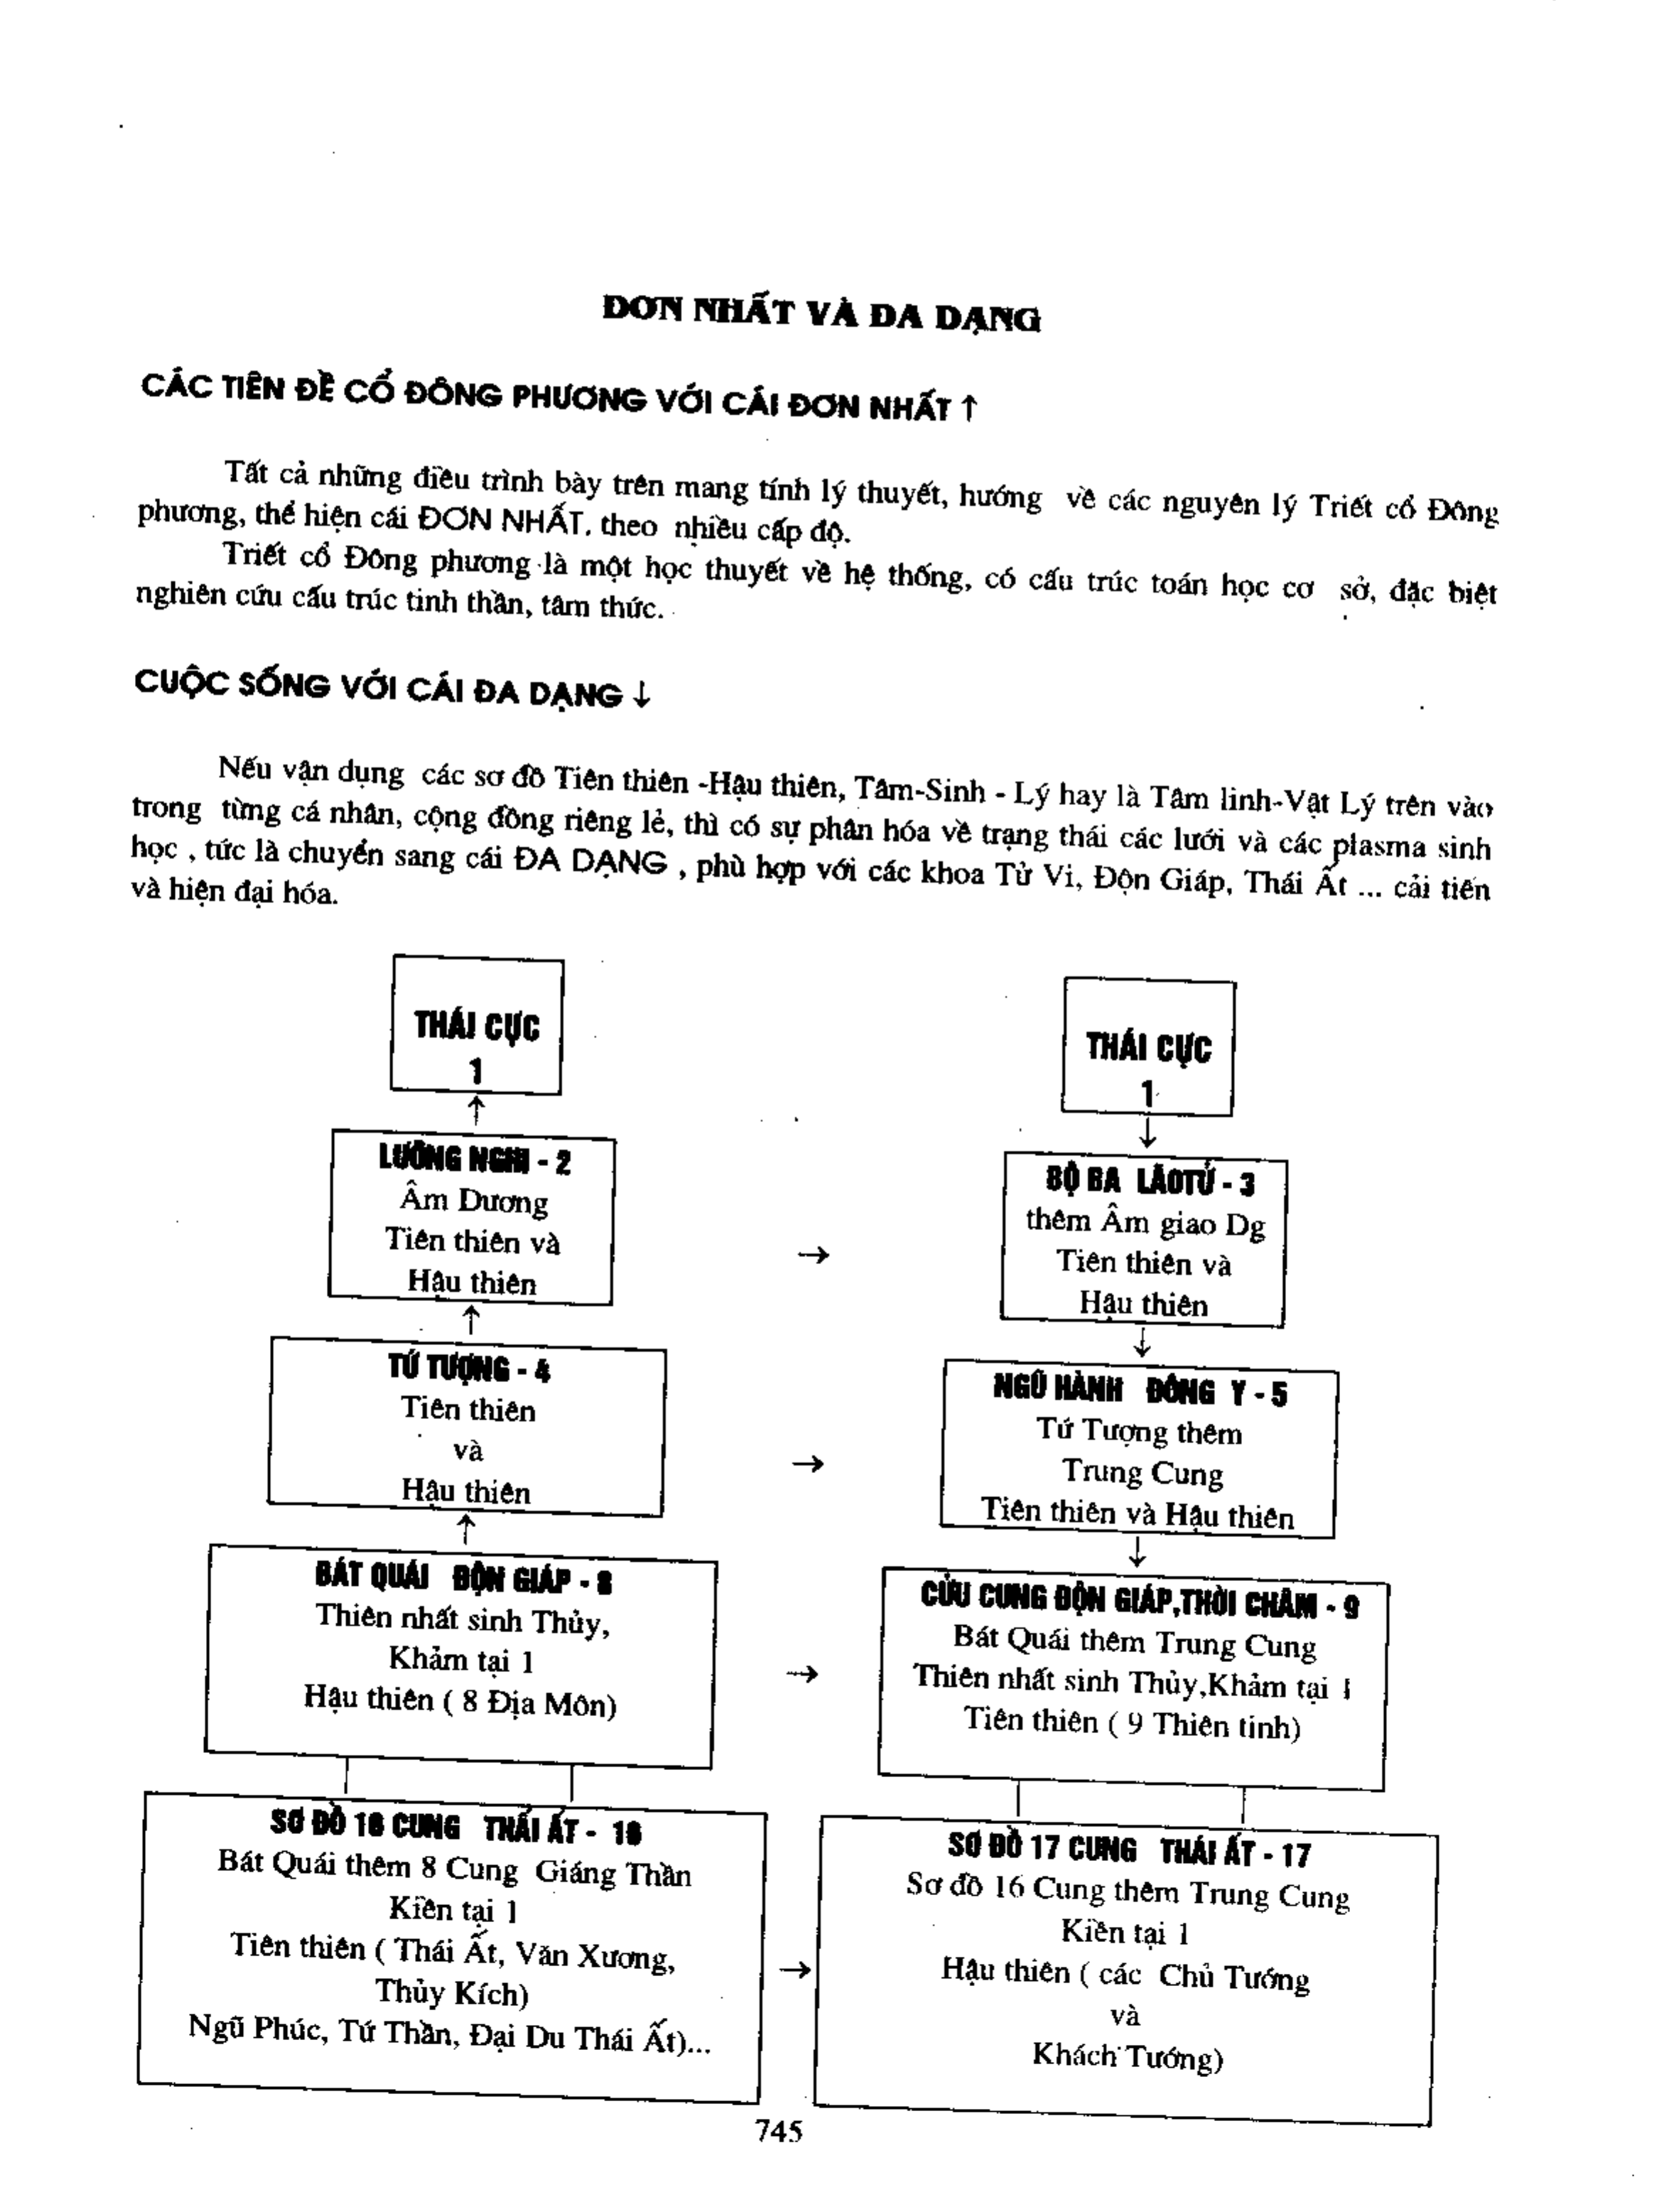 ĐƠN NHẤT VÀ ĐA DẠNG
CÁC TIÊN ĐỀ CỔ ĐÔNG PHƯƠNG VỚI CÁI ĐƠN NHẤT ↑
Tất cả những điều trình bày trên mang tính lý thuyết, hướng về các nguyên lý Triết cổ Đông
phương, thể hiện cái ĐƠN NHẤT, theo nhiều cấp độ.
Triết cổ Đông phương là một học thuyết về hệ thống, có cấu trúc toán học cơ sở, đặc biệt
nghiên cứu cấu trúc tinh thần, tâm thức.
CUỘC SỐNG VỚI CÁI ĐA DẠNG ↓
Nếu vận dụng các sơ đồ Tiên thiên -Hậu thiên, Tâm-Sinh - Lý hay là Tâm linh-Vật Lý trên vào
trong từng cá nhân, cộng đồng riêng lẻ, thì có sự phân hóa về trạng thái các lưới và các plasma sinh
học , tức là chuyển sang cái ĐA DẠNG , phù hợp với các khoa Tử Vi, Độn Giáp, Thái Ất ... cải tiến
và hiện đại hóa.
THÁI CỰC
1
↑
LƯỠNG NGHI - 2
Âm Dương
Tiên thiên và
Hậu thiên
↑
TỨ TƯỢNG - 4
Tiên thiên
và
Hậu thiên
↑
BÁT QUÁI ĐỘN GIÁP - 8
Thiên nhất sinh Thủy,
Khảm tại 1
Hậu thiên ( 8 Địa Môn)
SƠ ĐỒ 16 CUNG THÁI ẤT - 16
Bát Quái thêm 8 Cung Giáng Thần
Kiền tại 1
Tiên thiên ( Thái Ất, Văn Xương,
Thủy Kích)
Ngũ Phúc, Tứ Thần, Đại Du Thái Ất)...
→
→
→
→
THÁI CỰC
1
↓
BỘ BA LÃOTỬ - 3
thêm Âm giao Dg
Tiên thiên và
Hậu thiên
↓
NGŨ HÀNH ĐÔNG Y - 5
Tứ Tượng thêm
Trung Cung
Tiên thiên và Hậu thiên
↓
CỬU CUNG ĐỘN GIÁP,THỜI CHÂM - 9
Bát Quái thêm Trung Cung
Thiên nhất sinh Thủy,Khảm tại 1
Tiên thiên ( 9 Thiên tinh)
SƠ ĐỒ 17 CUNG THÁI ẤT - 17
Sơ đồ 16 Cung thêm Trung Cung
Kiền tại 1
Hậu thiên ( các Chủ Tướng
và
Khách Tướng)
745